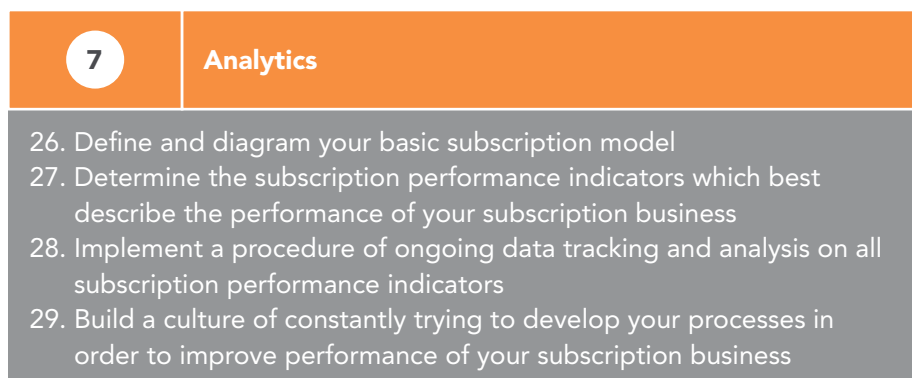 7
Analytics
26. Define and diagram your basic subscription model
27. Determine the subscription performance indicators which best
describe the performance of your subscription business
28. Implement a procedure of ongoing data tracking and analysis on all
subscription performance indicators
29. Build a culture of constantly trying to develop your processes in
order to improve performance of your subscription business